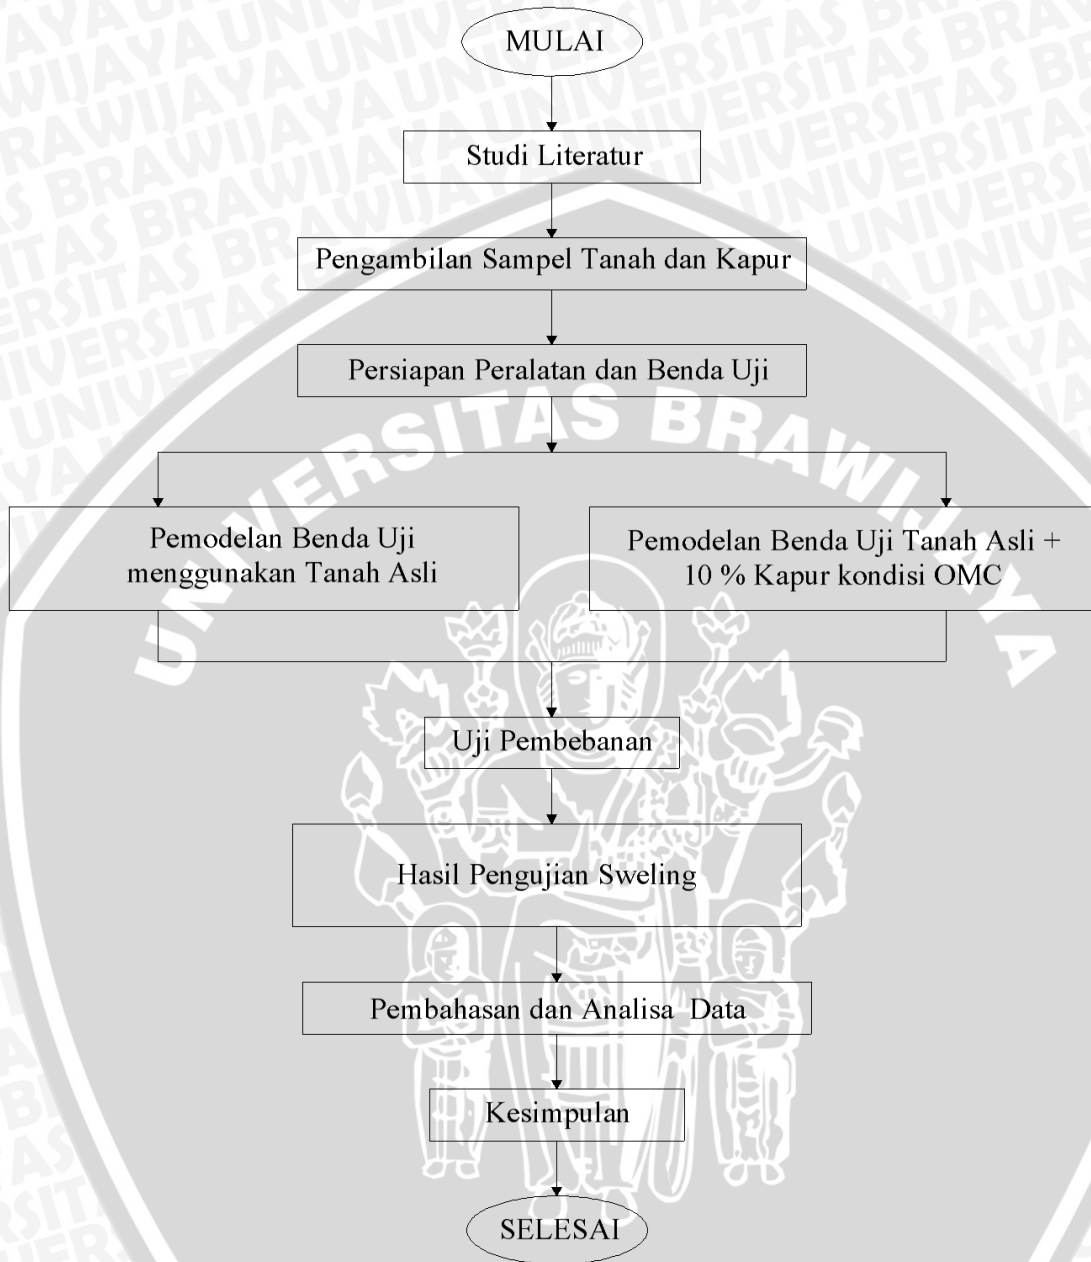 MULAI
Studi Literatur
Pengambilan Sampel Tanah dan Kapur
Persiapan Peralatan dan Benda Uji
UNIVERSITAS BRAWIJAYA
Pemodelan Benda Uji
menggunakan Tanah Asli
Pemodelan Benda Uji Tanah Asli +
10 % Kapur kondisi OMC
Uji Pembebanan
Hasil Pengujian Sweling
Pembahasan dan Analisa Data
Kesimpulan
SELESAI